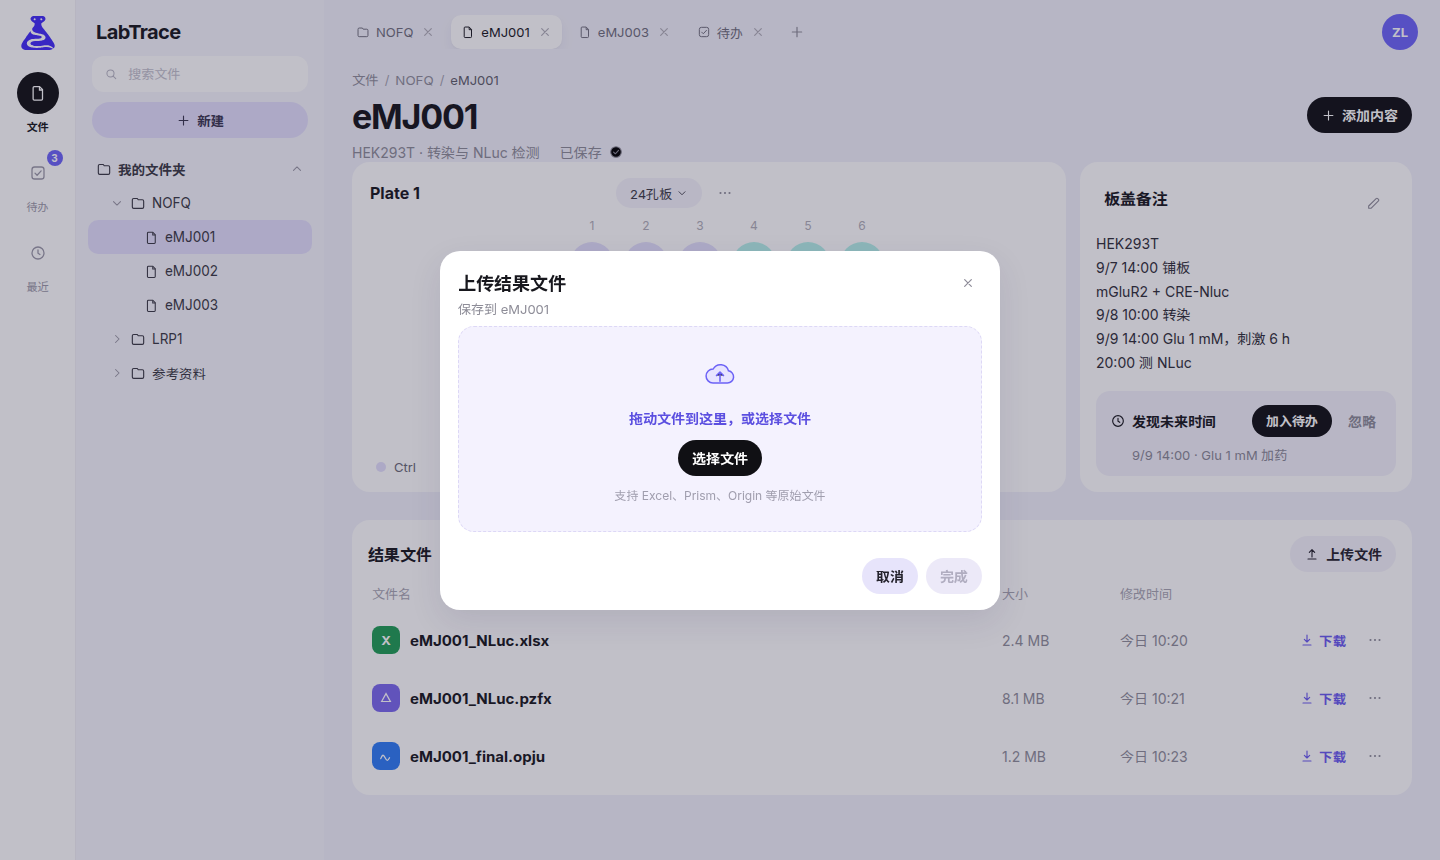 LabTrace
搜索文件
新建
文件
3
待办
最近
我的文件夹
NOFQ
eMJ001
eMJ002
eMJ003
LRP1
参考资料
NOFQ
eMJ001
eMJ003
待办
ZL
文件 / NOFQ / eMJ001
eMJ001
添加内容
HEK293T · 转染与 NLuc 检测 已保存
Plate 1
24孔板
1 2 3 4 5 6
Ctrl
板盖备注
HEK293T
9/7 14:00 铺板
mGluR2 + CRE-Nluc
9/8 10:00 转染
9/9 14:00 Glu 1 mM，刺激 6 h
20:00 测 NLuc
发现未来时间
加入待办
忽略
9/9 14:00 · Glu 1 mM 加药
上传结果文件
保存到 eMJ001
拖动文件到这里，或选择文件
选择文件
支持 Excel、Prism、Origin 等原始文件
取消
完成
结果文件
上传文件
文件名 大小 修改时间
X eMJ001_NLuc.xlsx 2.4 MB 今日 10:20 下载
eMJ001_NLuc.pzfx 8.1 MB 今日 10:21 下载
eMJ001_final.opju 1.2 MB 今日 10:23 下载